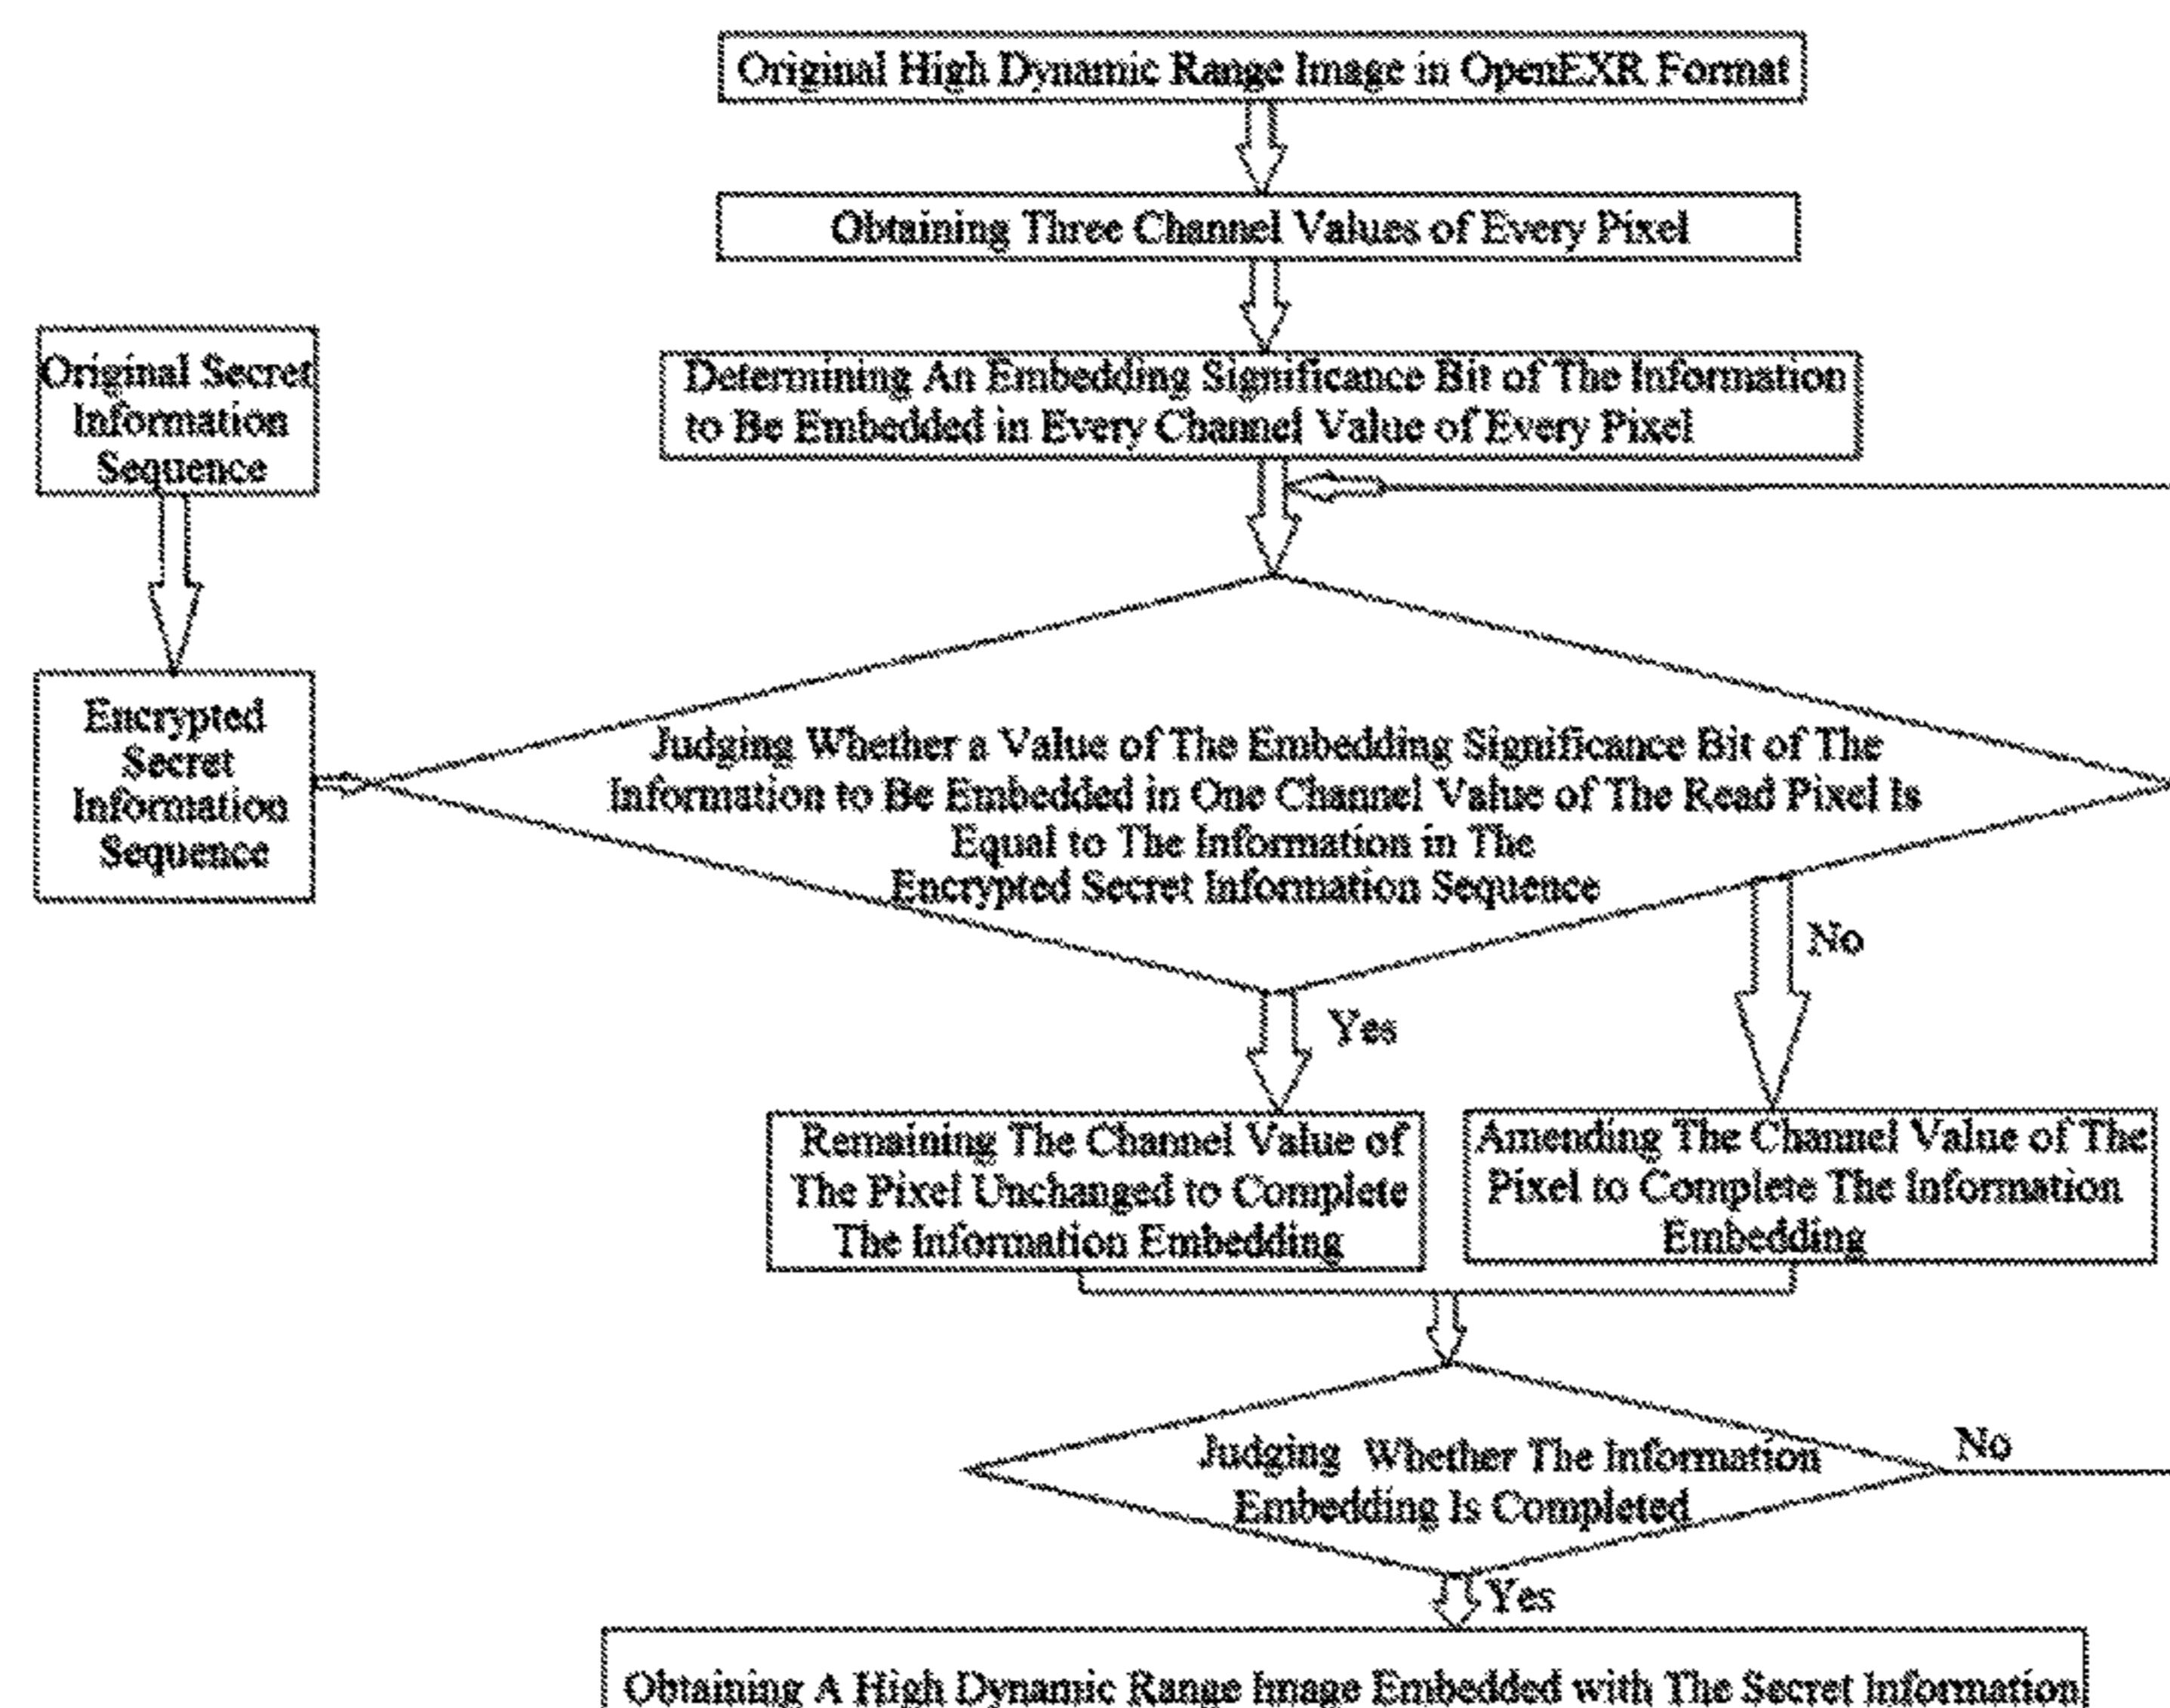 Original High Dynamic Range Image in OpenEXR Format
Obtaining Three Channel Values of Every Pixel
Determining An Embedding Significance Bit of The Information
to Be Embedded in Every Channel Value of Every Pixel
Original Secret
Information
Sequence
Encrypted
Secret
Information
Sequence
Judging Whether a Value of The Embedding Significance Bit of The
Information to Be Embedded in One Channel Value of The Read Pixel Is
Equal to The Information in The
Encrypted Secret Information Sequence
No
Yes
Remaining The Channel Value of
The Pixel Unchanged to Complete
The Information Embedding
Amending The Channel Value of The
Pixel to Complete The Information
Embedding
Judging Whether The Information
Embedding Is Completed
No
Yes
Obtaining A High Dynamic Range Image Embedded with The Secret Information